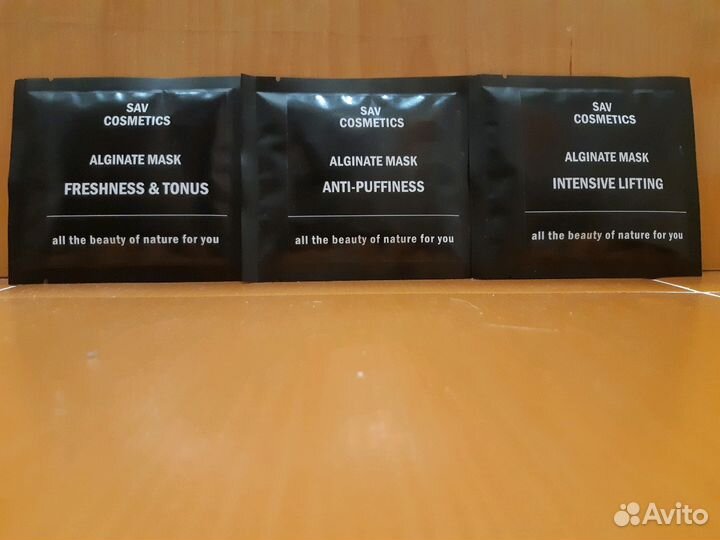 SAV
COSMETICS
ALGINATE MASK
FRESHNESS & TONUS
all the beauty of nature for you
SAV
COSMETICS
ALGINATE MASK
ANTI-PUFFINESS
all the beauty of nature for you
SAV
COSMETICS
ALGINATE MASK
INTENSIVE LIFTING
all the beauty of nature for you
Avito